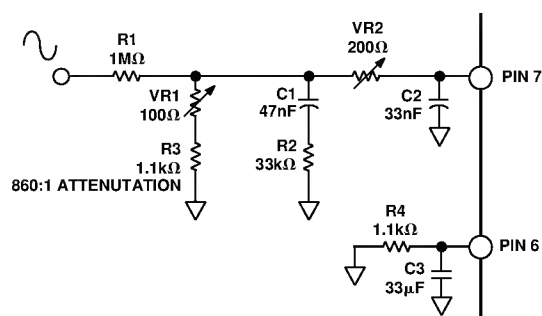 R1
1MΩ
VR1
100Ω
R3
1.1kΩ
860:1 ATTENUTATION
C1
47nF
R2
33kΩ
VR2
200Ω
C2
33nF
PIN 7
R4
1.1kΩ
C3
33µF
PIN 6